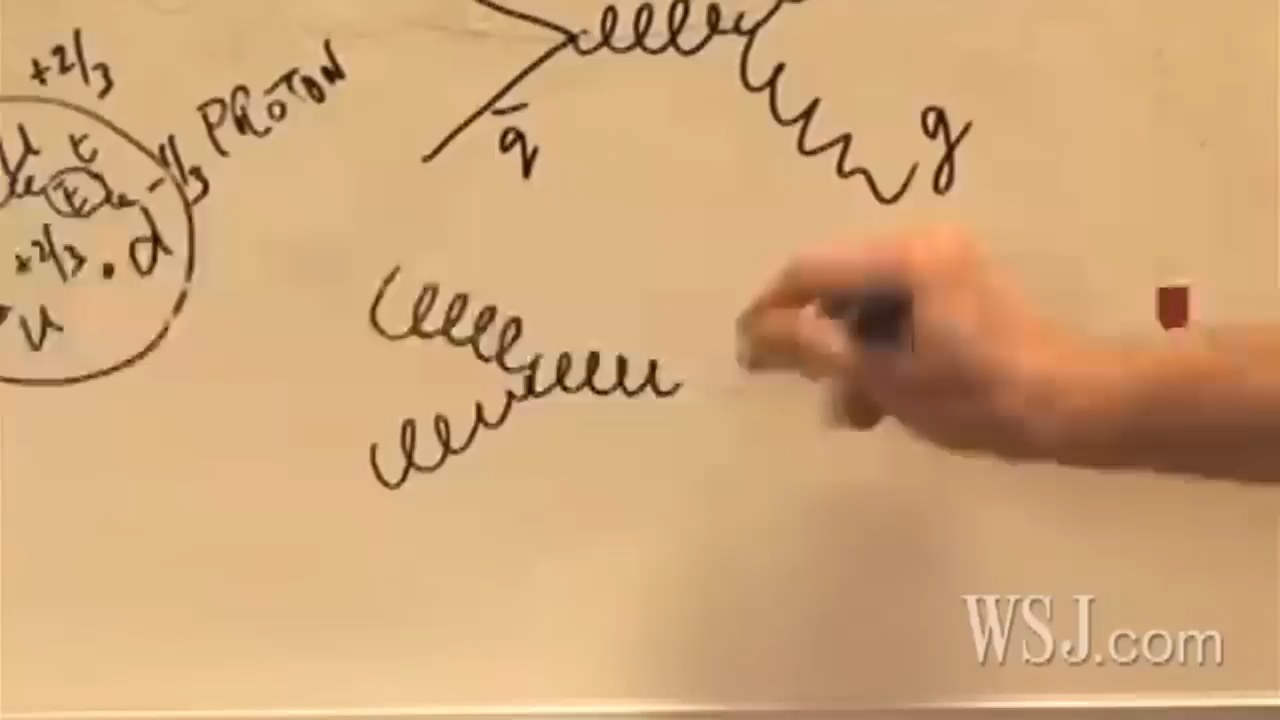 +2/3
PROTON
u
t
t̄
-1/3
+2/3
d
u
q̄
g
WSJ.com